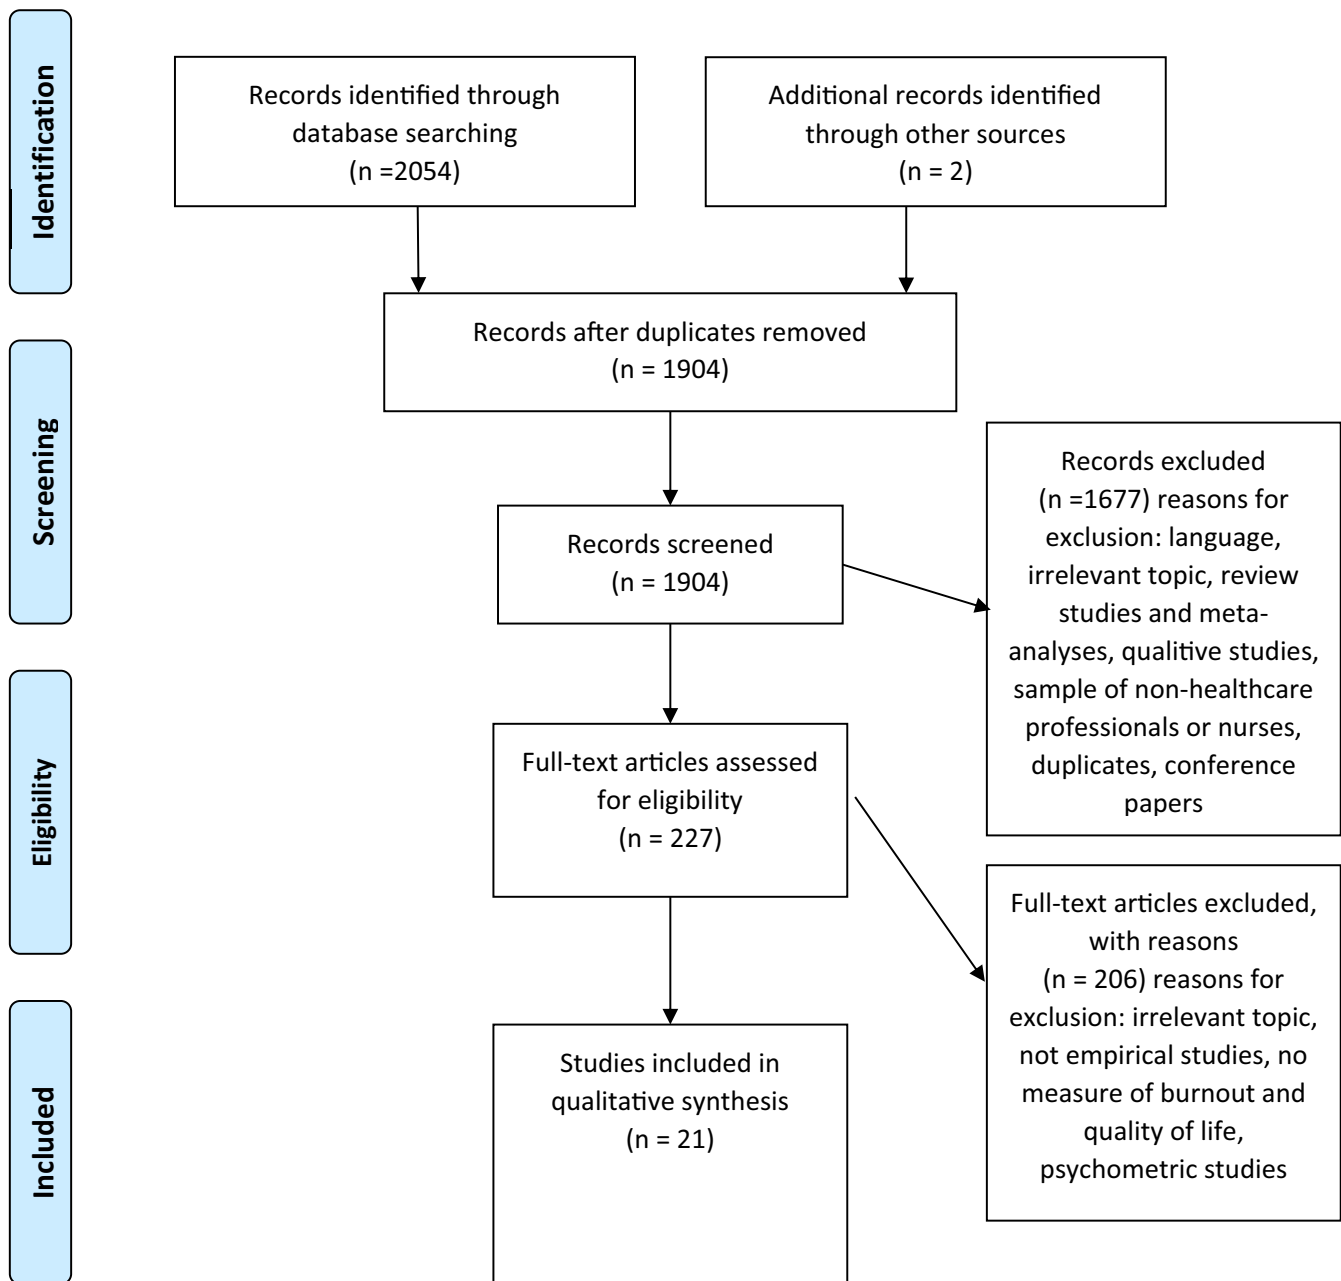 Identification
Records identified through
database searching
(n =2054)
Additional records identified
through other sources
(n = 2)
Records after duplicates removed
(n = 1904)
Screening
Records screened
(n = 1904)
Records excluded
(n =1677) reasons for
exclusion: language,
irrelevant topic, review
studies and meta-
analyses, qualitive studies,
sample of non-healthcare
professionals or nurses,
duplicates, conference
papers
Eligibility
Full-text articles assessed
for eligibility
(n = 227)
Full-text articles excluded,
with reasons
(n = 206) reasons for
exclusion: irrelevant topic,
not empirical studies, no
measure of burnout and
quality of life,
psychometric studies
Included
Studies included in
qualitative synthesis
(n = 21)